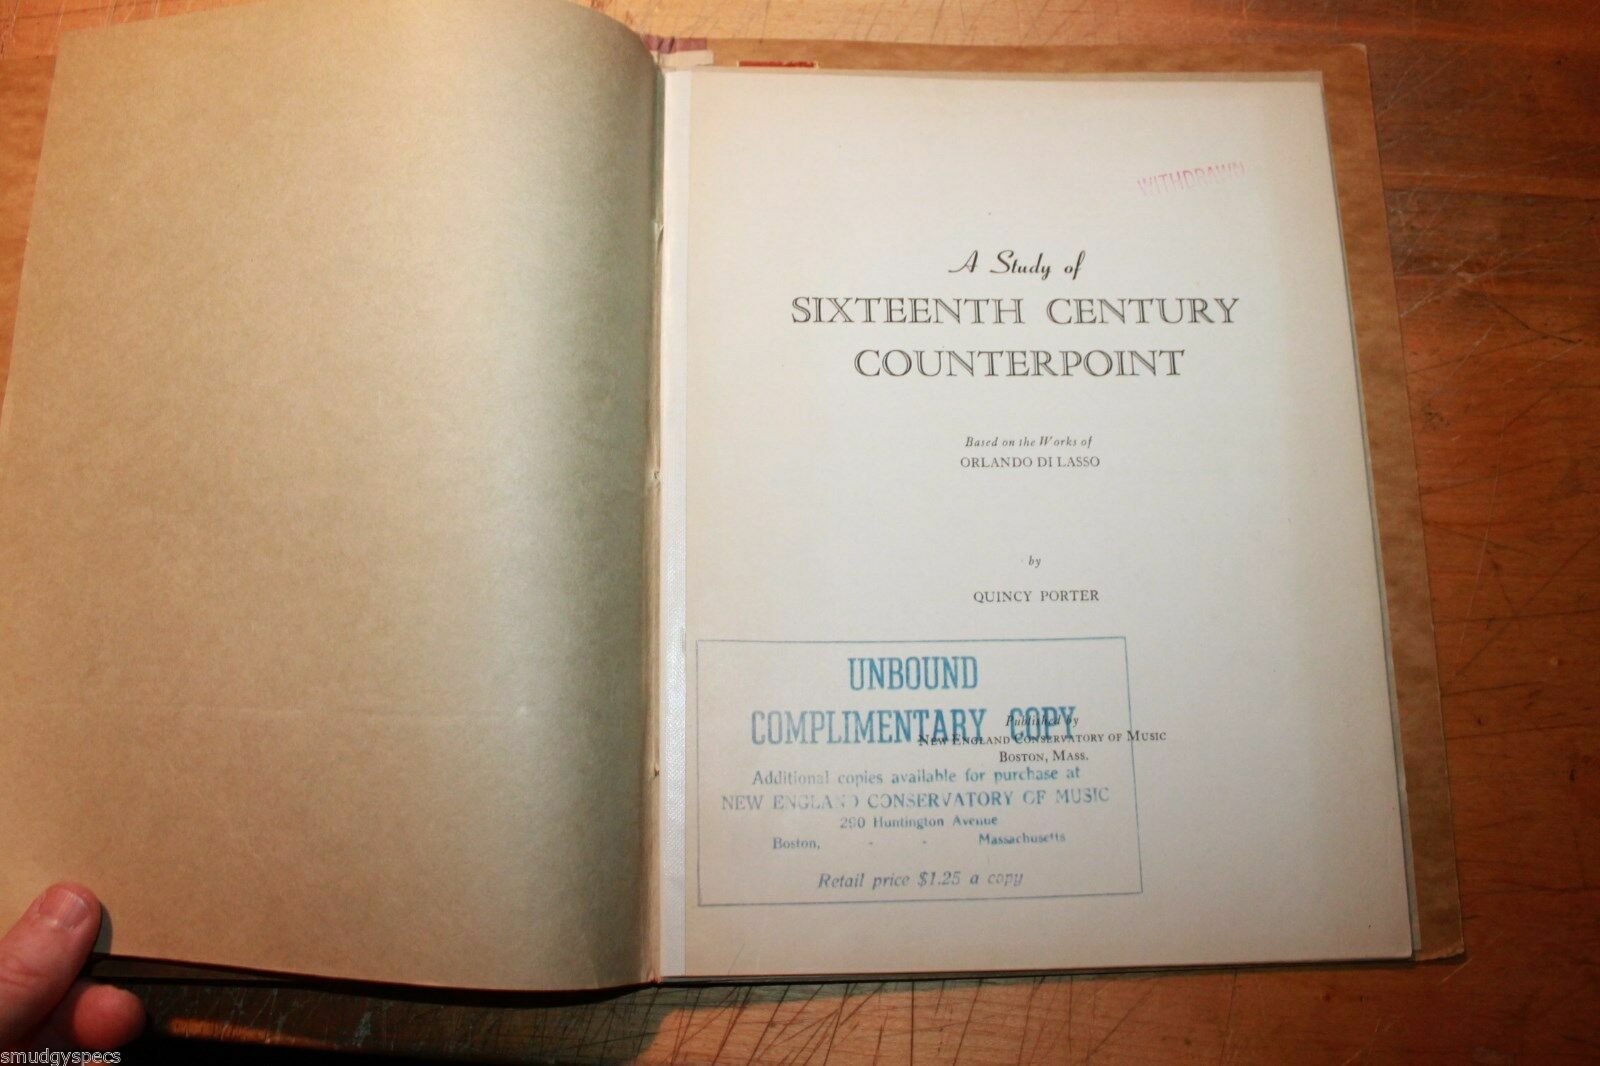 WITHDRAWN
A Study of
SIXTEENTH CENTURY
COUNTERPOINT
Based on the Works of
ORLANDO DI LASSO
by
QUINCY PORTER
UNBOUND
COMPLIMENTARY COPY
Published by
NEW ENGLAND CONSERVATORY OF MUSIC
BOSTON, MASS.
Additional copies available for purchase at
NEW ENGLAND CONSERVATORY OF MUSIC
290 Huntington Avenue
Boston, - - Massachusetts
Retail price $1.25 a copy
smudgyspecs